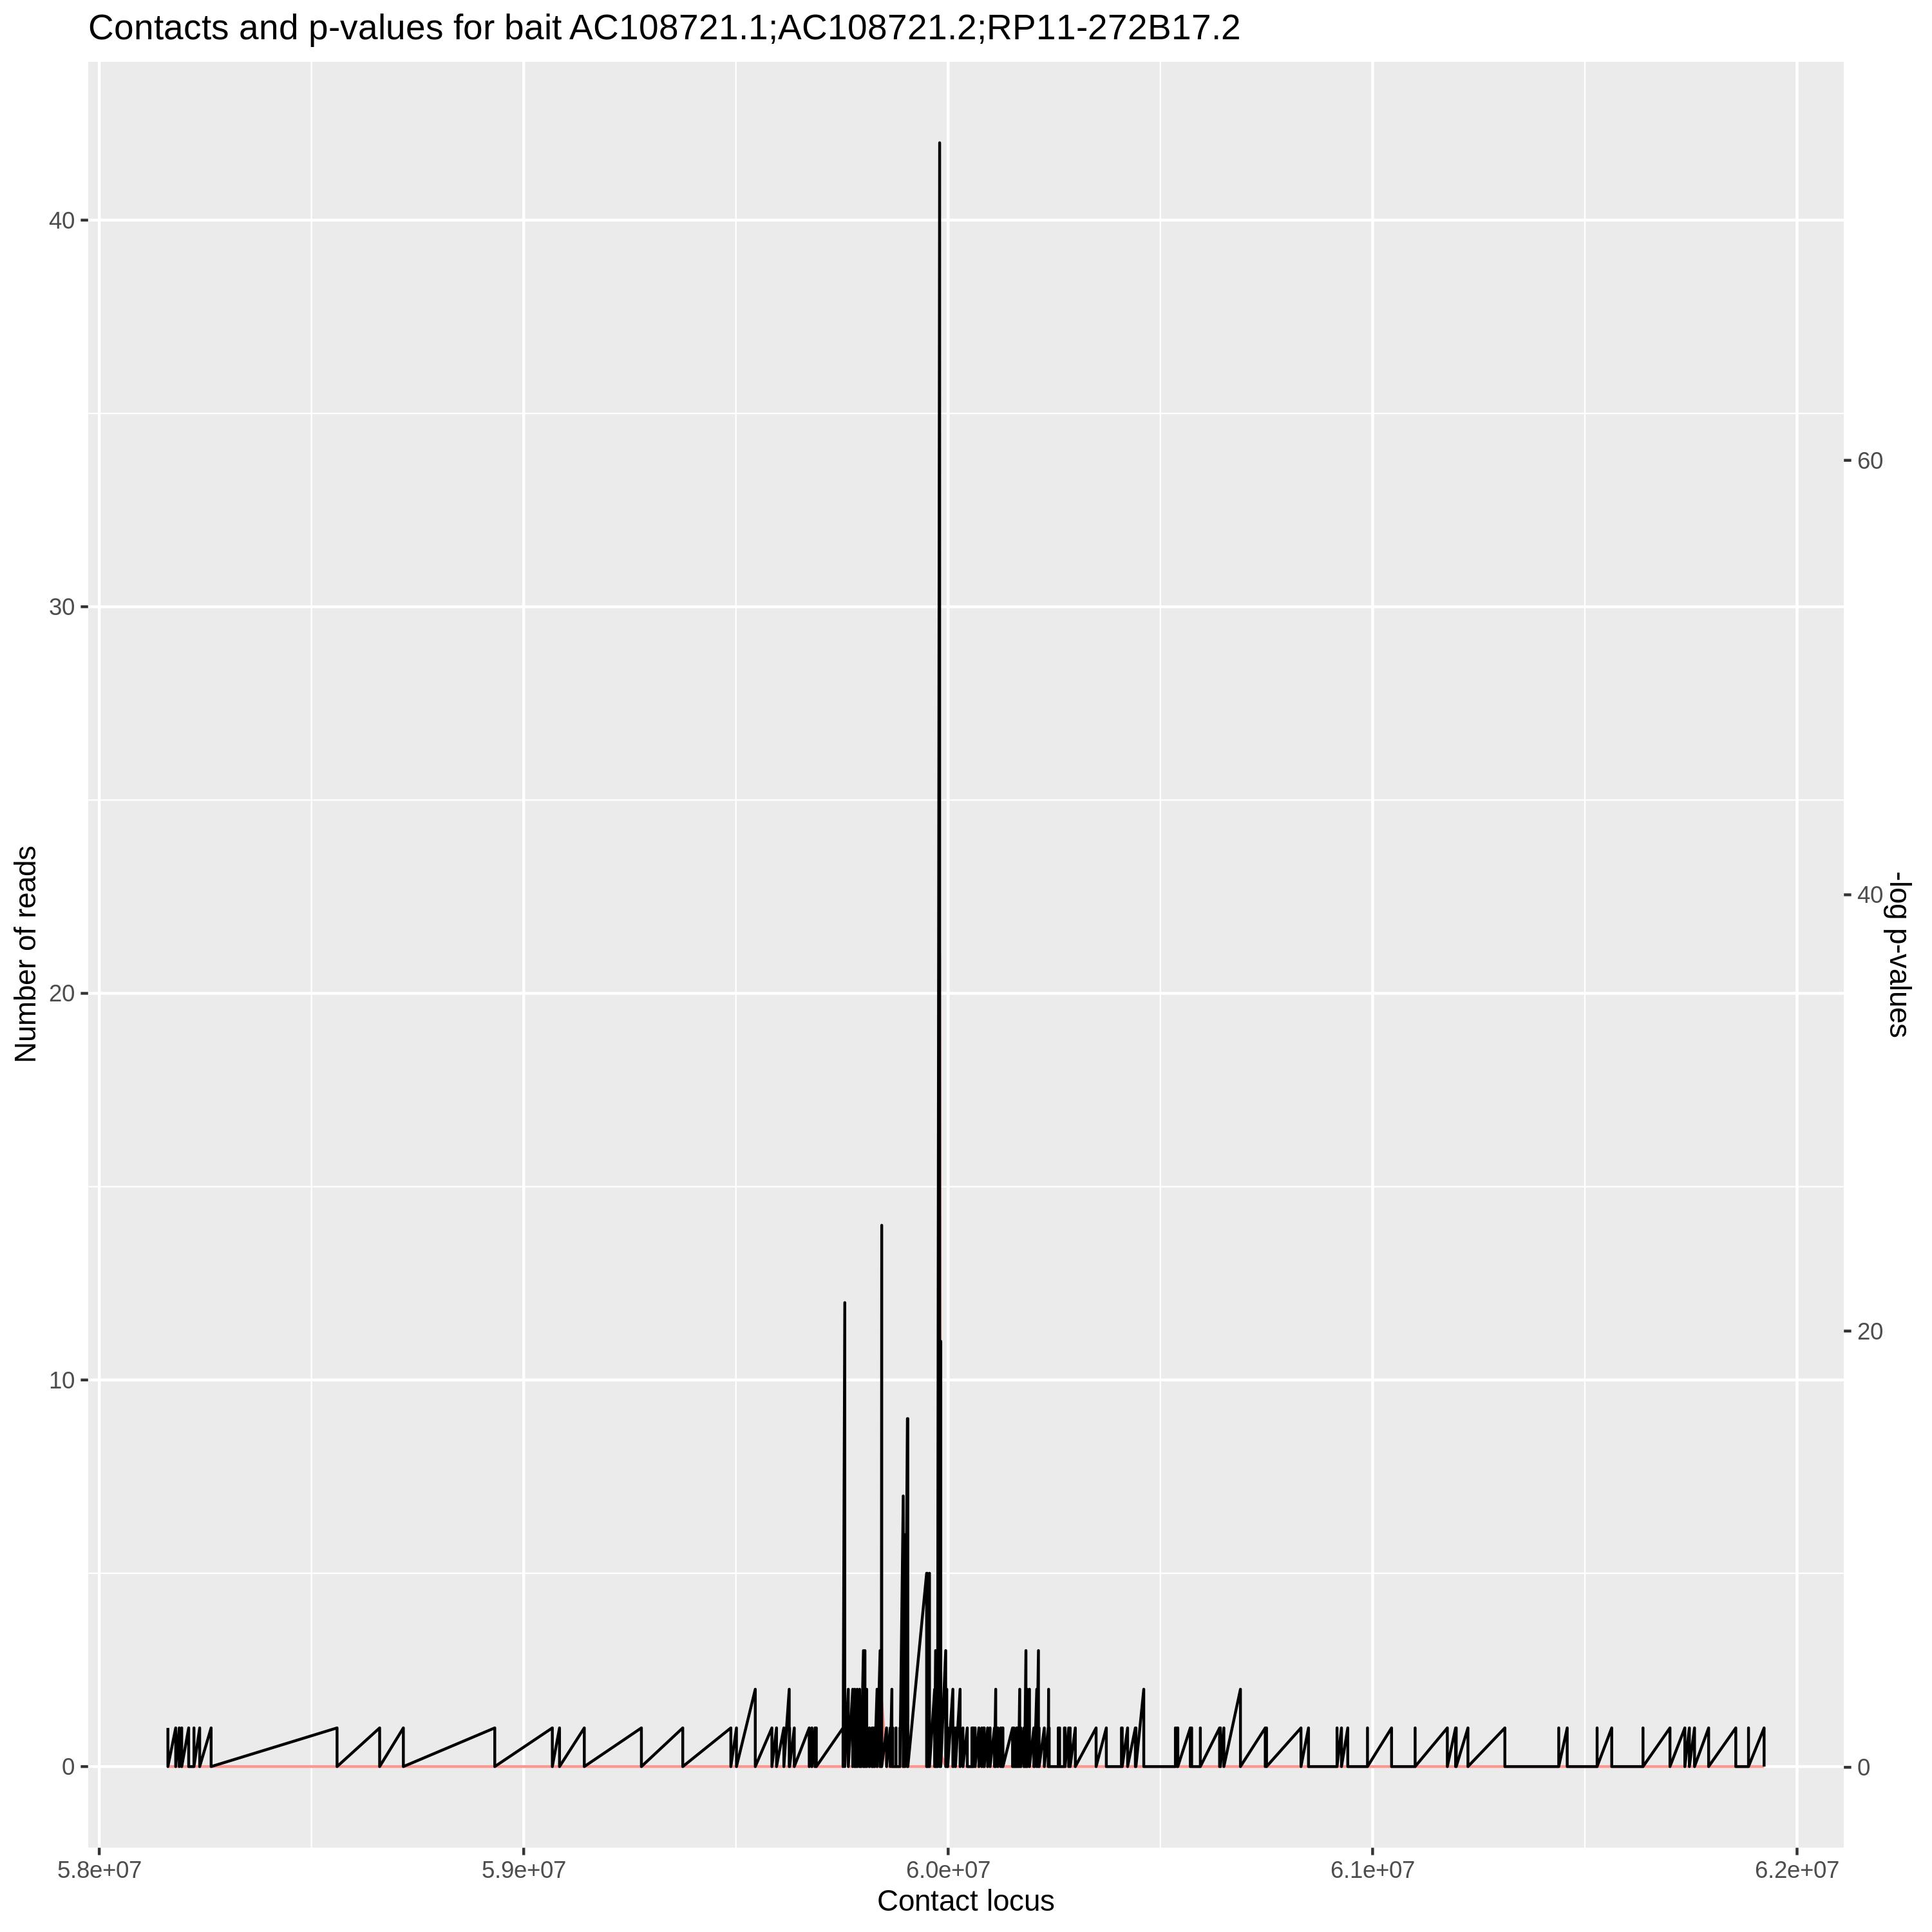 Contacts and p-values for bait AC108721.1;AC108721.2;RP11-272B17.2
40
30
20
10
0
Number of reads
60
40
20
0
-log p-values
5.8e+07
5.9e+07
6.0e+07
6.1e+07
6.2e+07
Contact locus